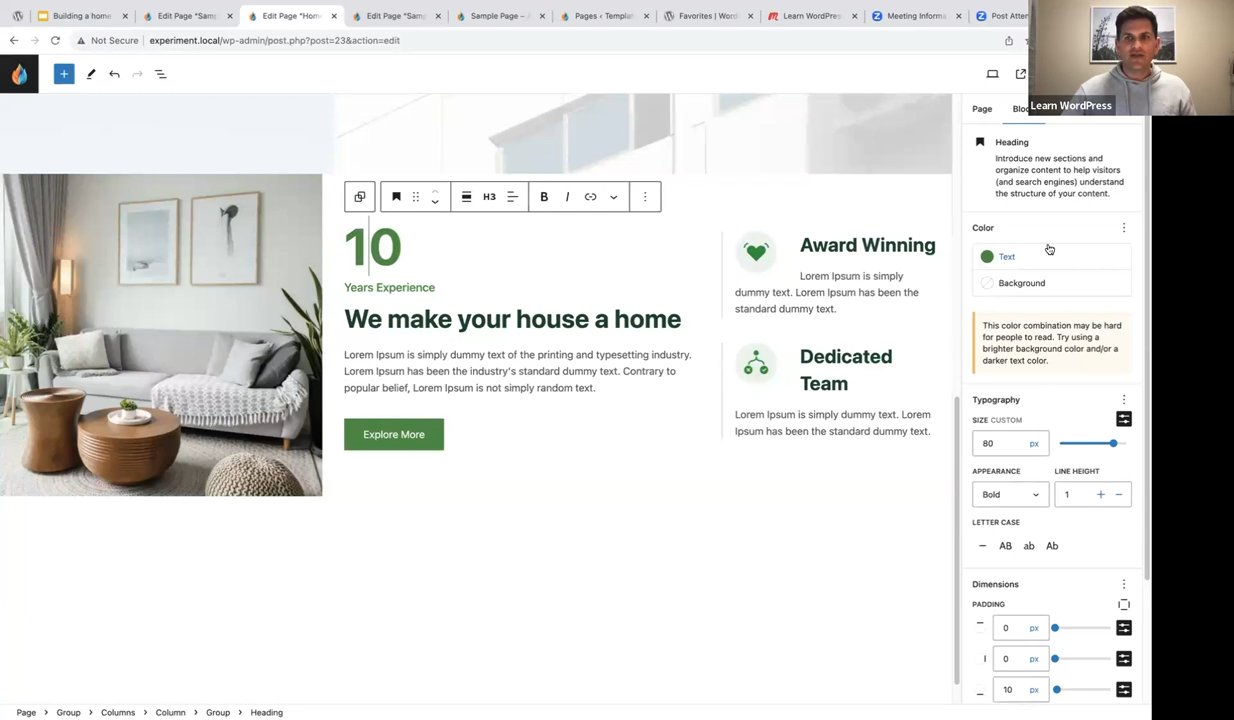 Building a home
Edit Page "Samp
Edit Page "Home
Edit Page "Samp
Sample Page – A
Pages ‹ Templat
Favorites | Word
Learn WordPress
Meeting Informa
Post Atten
Not Secure
experiment.local/wp-admin/post.php?post=23&action=edit
Learn WordPress
Page
Bloc
Heading
Introduce new sections and
organize content to help visitors
(and search engines) understand
the structure of your content.
H3
B
I
10
Years Experience
We make your house a home
Lorem Ipsum is simply dummy text of the printing and typesetting industry.
Lorem Ipsum has been the industry's standard dummy text. Contrary to
popular belief, Lorem Ipsum is not simply random text.
Explore More
Award Winning
Lorem Ipsum is simply
dummy text. Lorem Ipsum has been the
standard dummy text.
Dedicated
Team
Lorem Ipsum is simply dummy text. Lorem
Ipsum has been the standard dummy text.
Color
Text
Background
This color combination may be hard
for people to read. Try using a
brighter background color and/or a
darker text color.
Typography
SIZE CUSTOM
80 px
APPEARANCE
LINE HEIGHT
Bold
1
LETTER CASE
AB ab Ab
Dimensions
PADDING
0 px
0 px
10 px
Page
Group
Columns
Column
Group
Heading